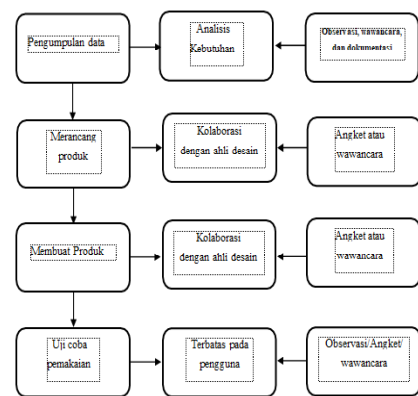 Pengumpulan data
Analisis
Kebutuhan
Observasi, wawancara,
dan dokumentasi
Merancang
produk
Kolaborasi
dengan ahli desain
Angket atau
wawancara
Membuat Produk
Kolaborasi
dengan ahli desain
Angket atau
wawancara
Uji coba
pemakaian
Terbatas pada
pengguna
Observasi/Angket/
wawancara